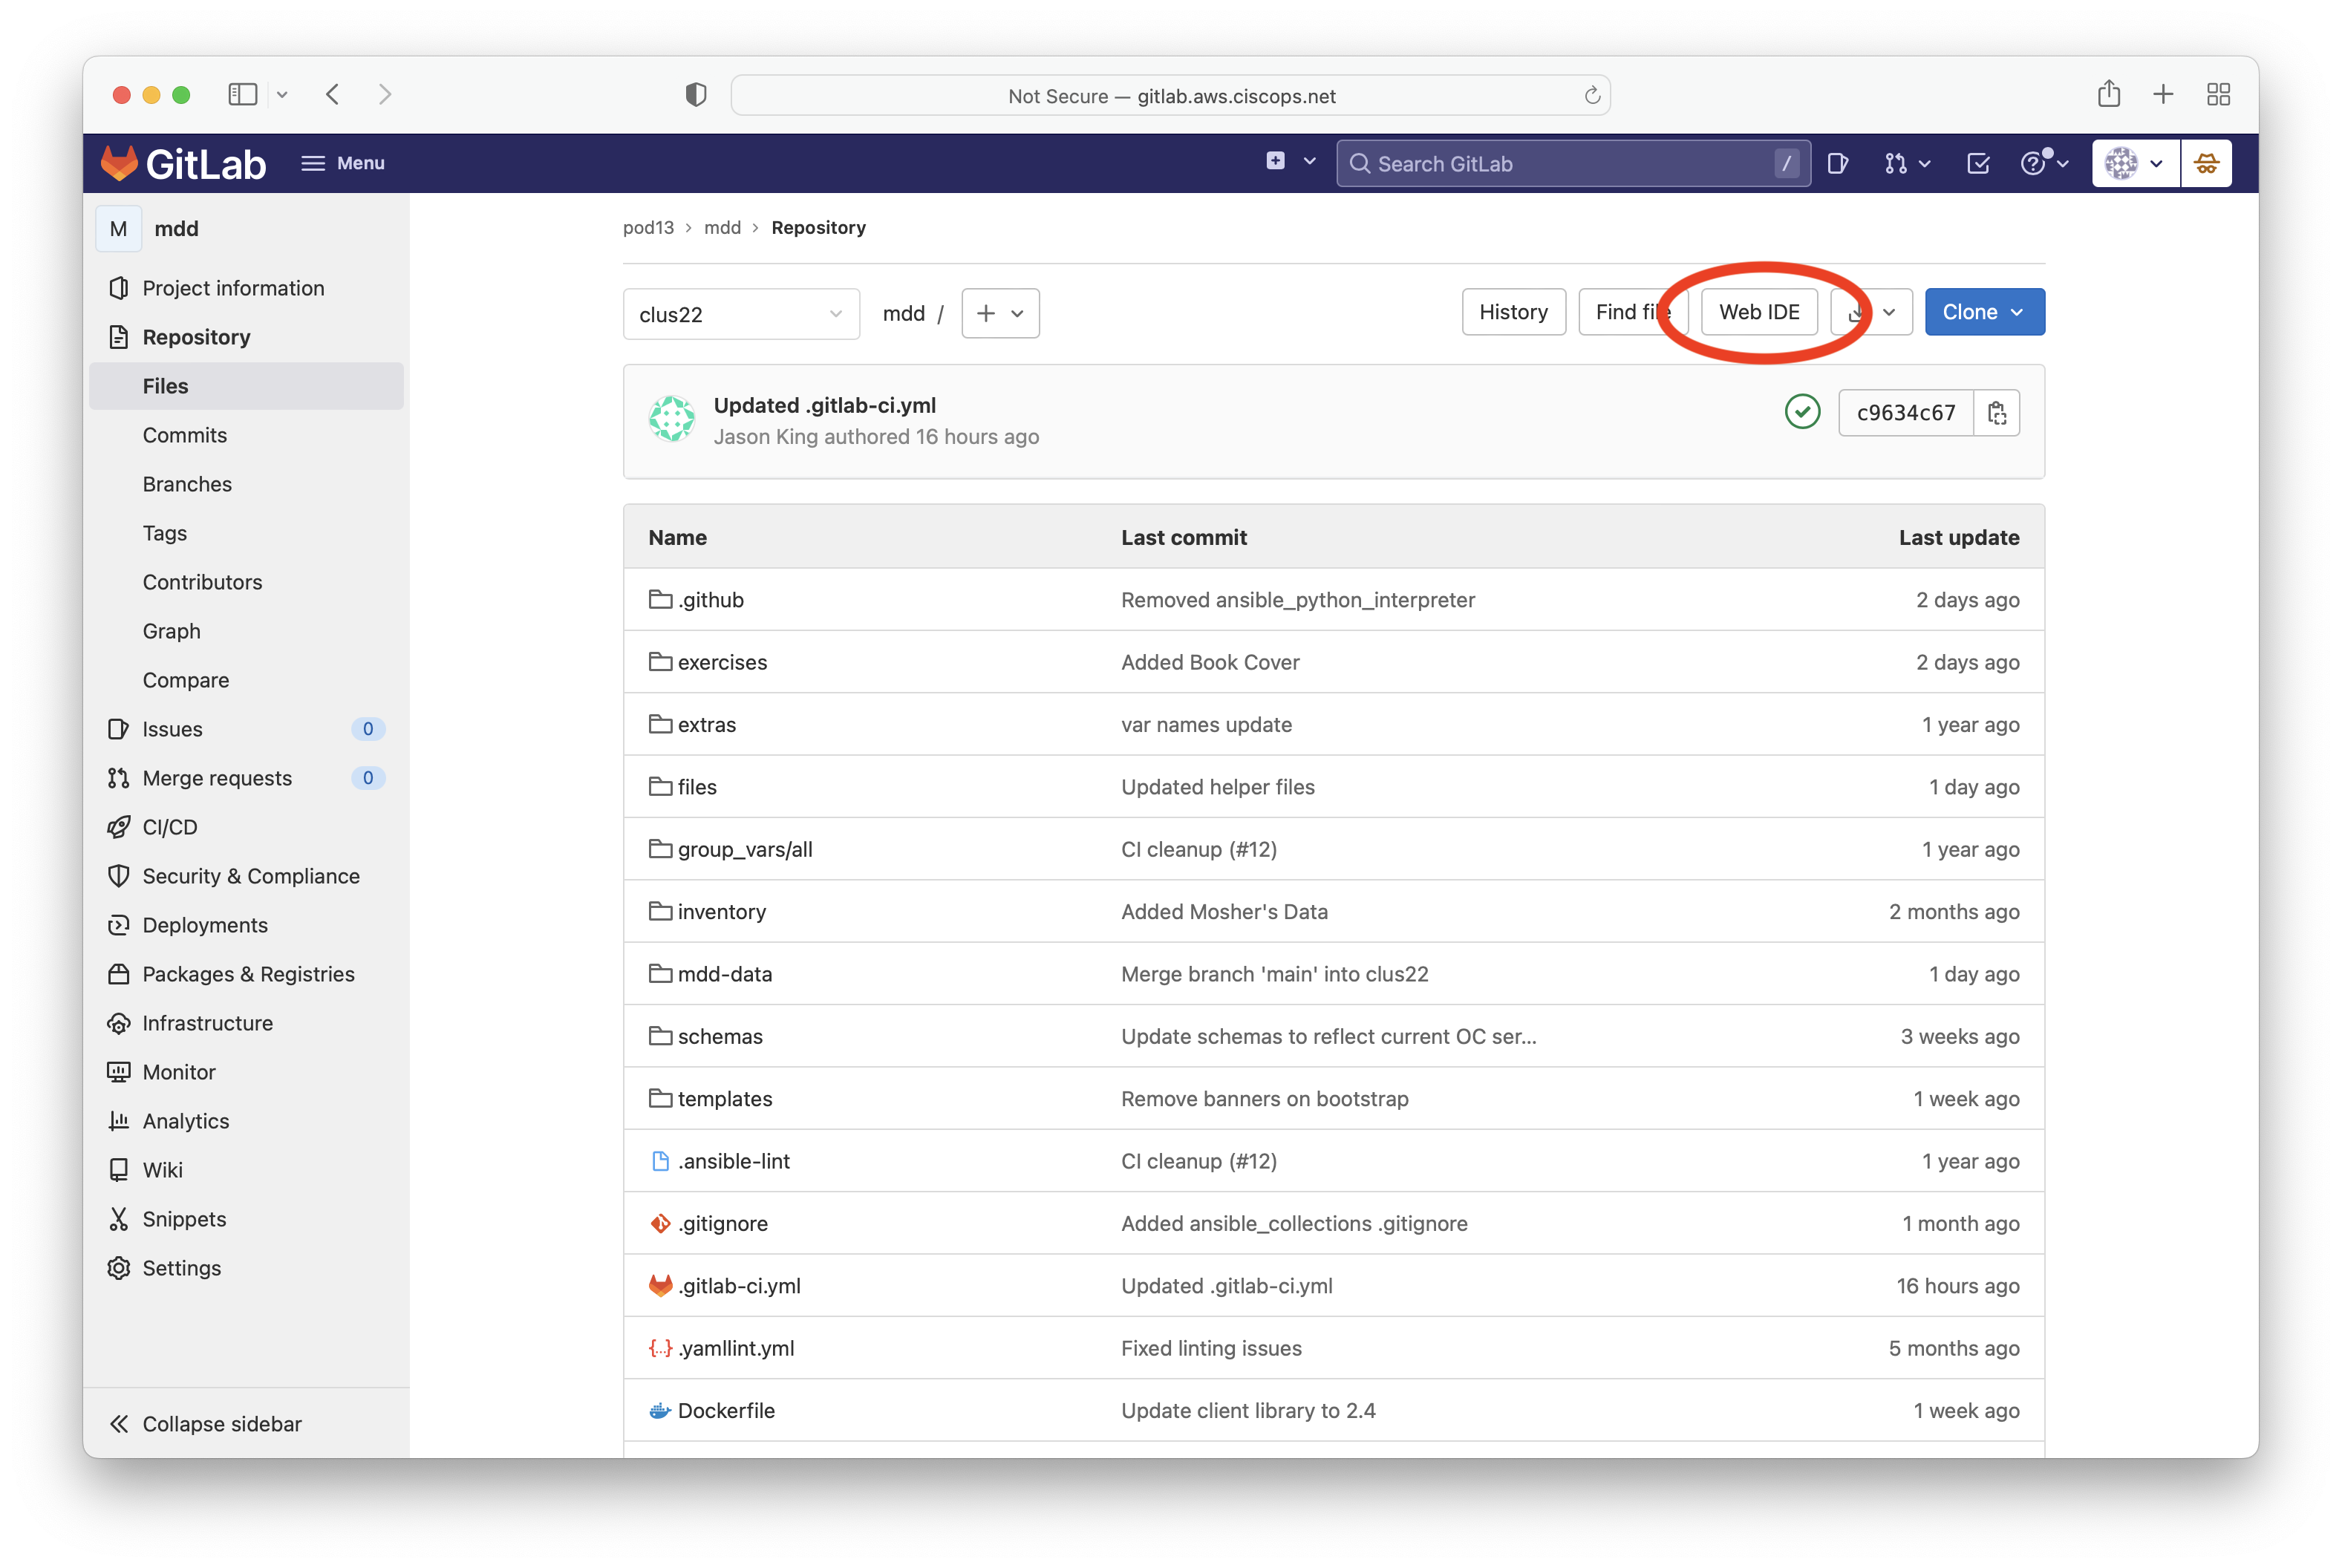 Not Secure — gitlab.aws.ciscops.net
GitLab
Menu
Search GitLab
/
M
mdd
Project information
Repository
Files
Commits
Branches
Tags
Contributors
Graph
Compare
Issues 0
Merge requests 0
CI/CD
Security & Compliance
Deployments
Packages & Registries
Infrastructure
Monitor
Analytics
Wiki
Snippets
Settings
Collapse sidebar
pod13 › mdd › Repository
clus22
mdd /
History
Find file
Web IDE
Clone
Updated .gitlab-ci.yml
Jason King authored 16 hours ago
c9634c67
Name Last commit Last update
.github Removed ansible_python_interpreter 2 days ago
exercises Added Book Cover 2 days ago
extras var names update 1 year ago
files Updated helper files 1 day ago
group_vars/all CI cleanup (#12) 1 year ago
inventory Added Mosher's Data 2 months ago
mdd-data Merge branch 'main' into clus22 1 day ago
schemas Update schemas to reflect current OC ser... 3 weeks ago
templates Remove banners on bootstrap 1 week ago
.ansible-lint CI cleanup (#12) 1 year ago
.gitignore Added ansible_collections .gitignore 1 month ago
.gitlab-ci.yml Updated .gitlab-ci.yml 16 hours ago
.yamllint.yml Fixed linting issues 5 months ago
Dockerfile Update client library to 2.4 1 week ago